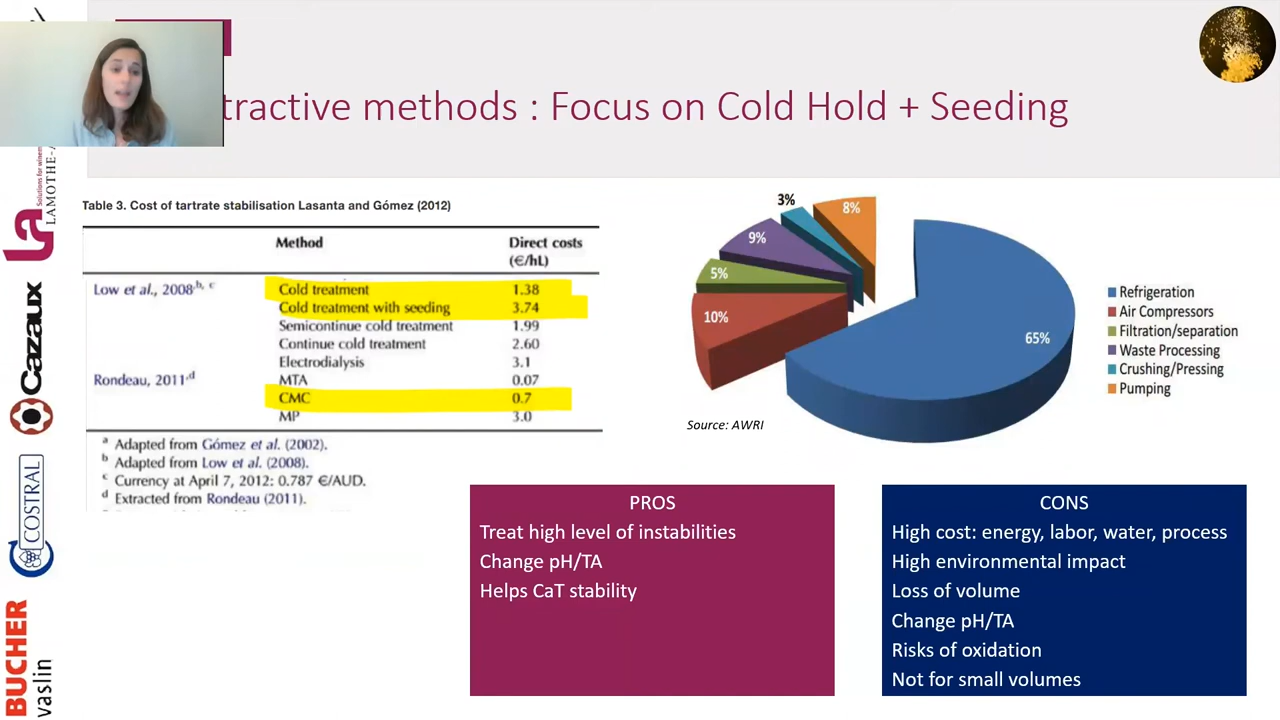 tractive methods : Focus on Cold Hold + Seeding
Solutions for winem
LAMOTHE-A
La
Cazaux
COSTRAL
BUCHER
vaslin
Table 3. Cost of tartrate stabilisation Lasanta and Gómez (2012)
Method Direct costs
(€/hL)
Low et al., 2008b, c Cold treatment 1.38
Cold treatment with seeding 3.74
Semicontinue cold treatment 1.99
Continue cold treatment 2.60
Electrodialysis 3.1
Rondeau, 2011d MTA 0.07
CMC 0.7
MP 3.0
a Adapted from Gómez et al. (2002).
b Adapted from Low et al. (2008).
c Currency at April 7, 2012: 0.787 €/AUD.
d Extracted from Rondeau (2011).
3%
8%
9%
5%
10%
65%
Refrigeration
Air Compressors
Filtration/separation
Waste Processing
Crushing/Pressing
Pumping
Source: AWRI
PROS
Treat high level of instabilities
Change pH/TA
Helps CaT stability
CONS
High cost: energy, labor, water, process
High environmental impact
Loss of volume
Change pH/TA
Risks of oxidation
Not for small volumes